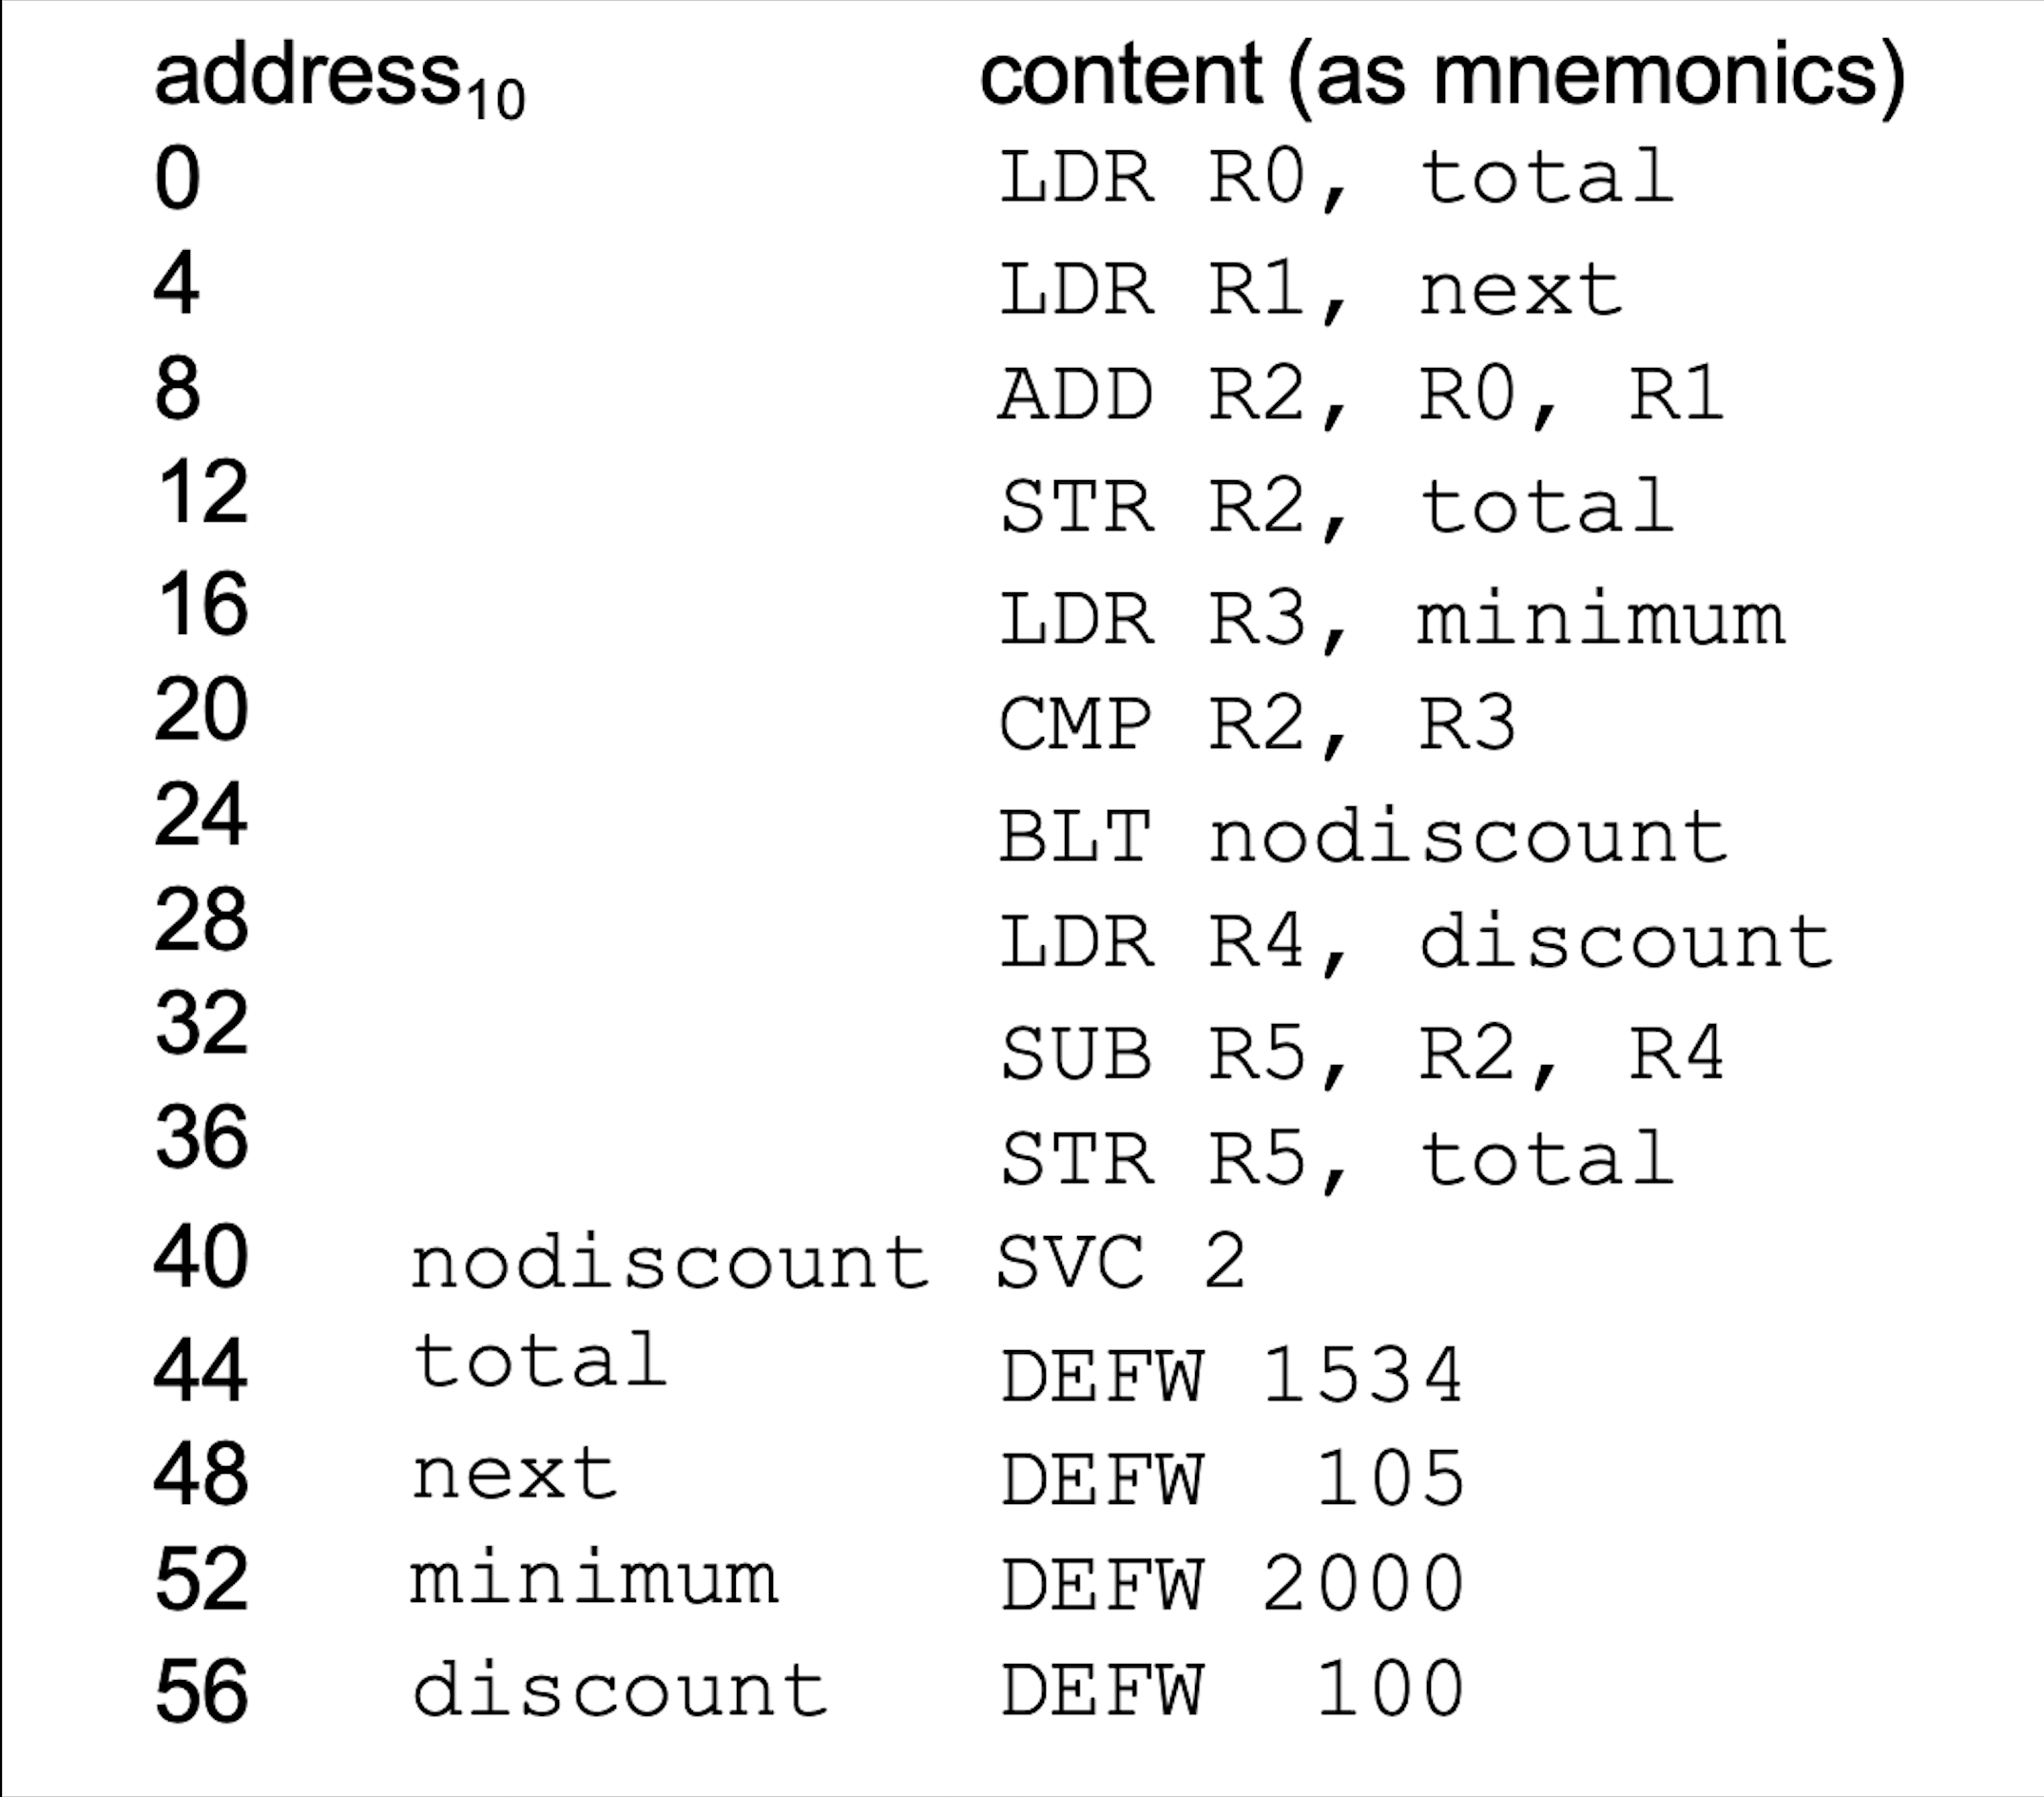 address₁₀ content (as mnemonics)
0 LDR R0, total
4 LDR R1, next
8 ADD R2, R0, R1
12 STR R2, total
16 LDR R3, minimum
20 CMP R2, R3
24 BLT nodiscount
28 LDR R4, discount
32 SUB R5, R2, R4
36 STR R5, total
40 nodiscount SVC 2
44 total DEFW 1534
48 next DEFW 105
52 minimum DEFW 2000
56 discount DEFW 100